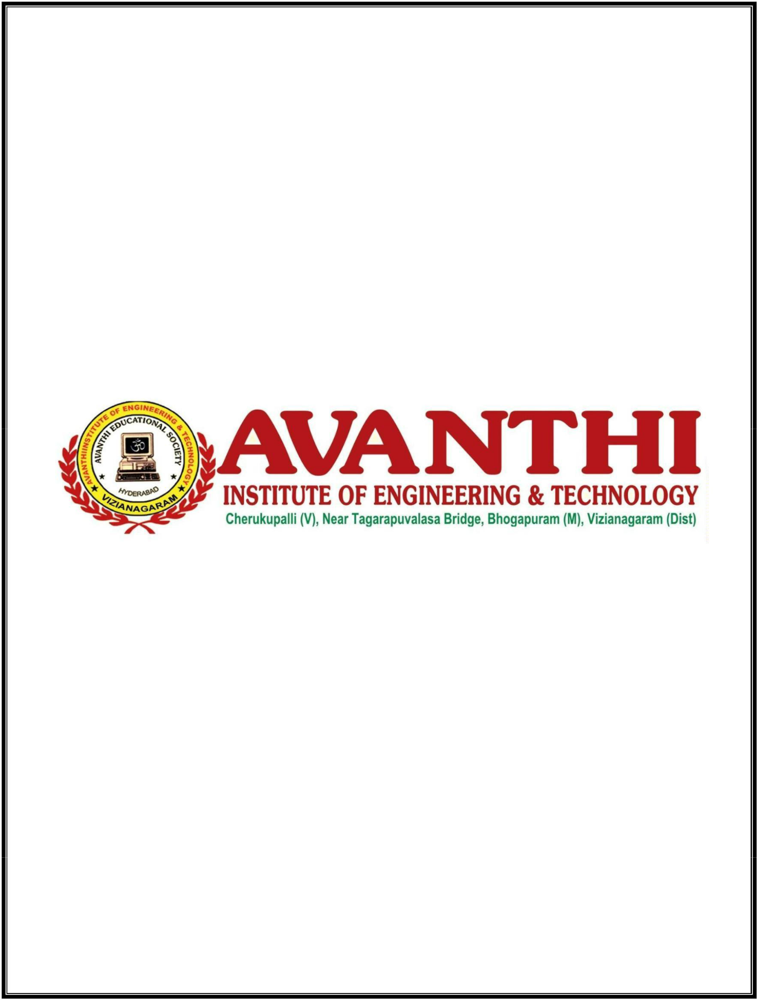 AVANTHIINSTITUTE OF ENGINEERING & TECHNOLOGY
AVANTHI EDUCATIONAL SOCIETY
ॐ
HYDERABAD
VIZIANAGARAM
AVANTHI
INSTITUTE OF ENGINEERING & TECHNOLOGY
Cherukupalli (V), Near Tagarapuvalasa Bridge, Bhogapuram (M), Vizianagaram (Dist)